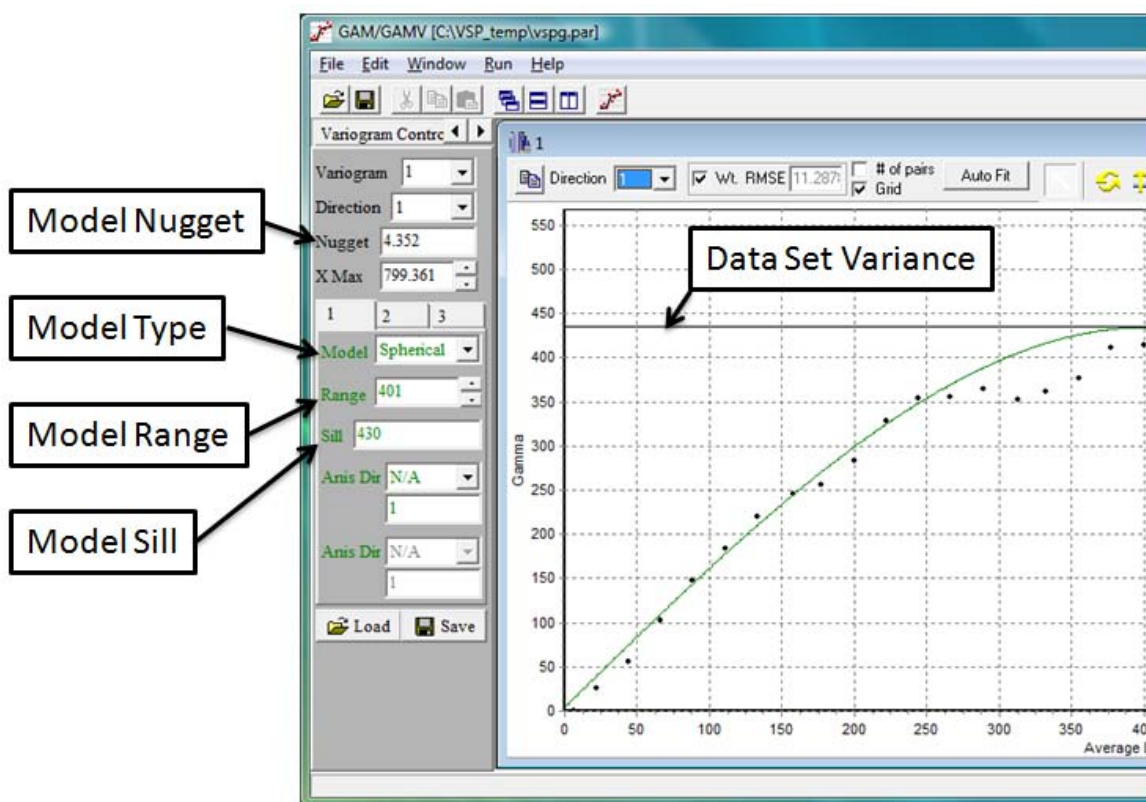 GAM/GAMV [C:\VSP_temp\vspg.par]
File Edit Window Run Help
Variogram Contrc
Variogram 1
Direction 1
Nugget 4.352
X Max 799.361
1 2 3
Model Spherical
Range 401
Sill 430
Anis Dir N/A
1
Anis Dir N/A
1
Load Save
Model Nugget
Model Type
Model Range
Model Sill
1
Direction 1 Wt. RMSE 11.287 # of pairs
Grid
Auto Fit
Data Set Variance
Gamma
550
500
450
400
350
300
250
200
150
100
50
0
0 50 100 150 200 250 300 350 40
Average